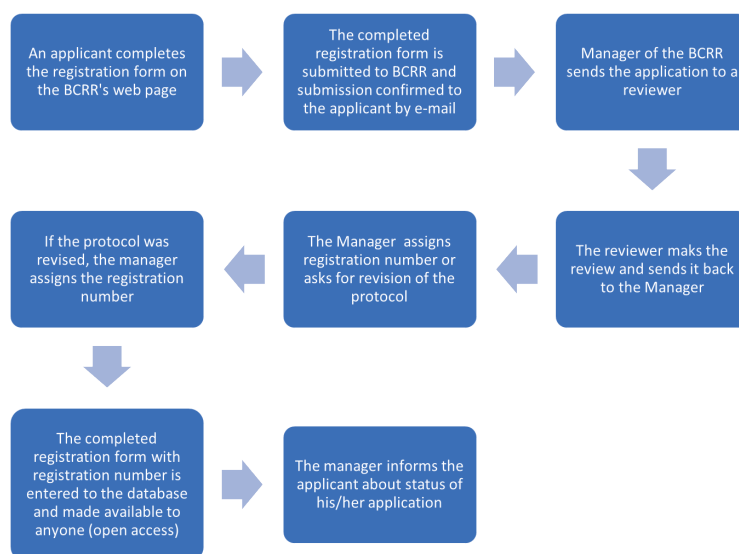 An applicant completes
the registration form on
the BCRR's web page
The completed
registration form is
submitted to BCRR and
submission confirmed to
the applicant by e-mail
Manager of the BCRR
sends the application to a
reviewer
The reviewer maks the
review and sends it back
to the Manager
The Manager assigns
registration number or
asks for revision of the
protocol
If the protocol was
revised, the manager
assigns the registration
number
The completed
registration form with
registration number is
entered to the database
and made available to
anyone (open access)
The manager informs the
applicant about status of
his/her application